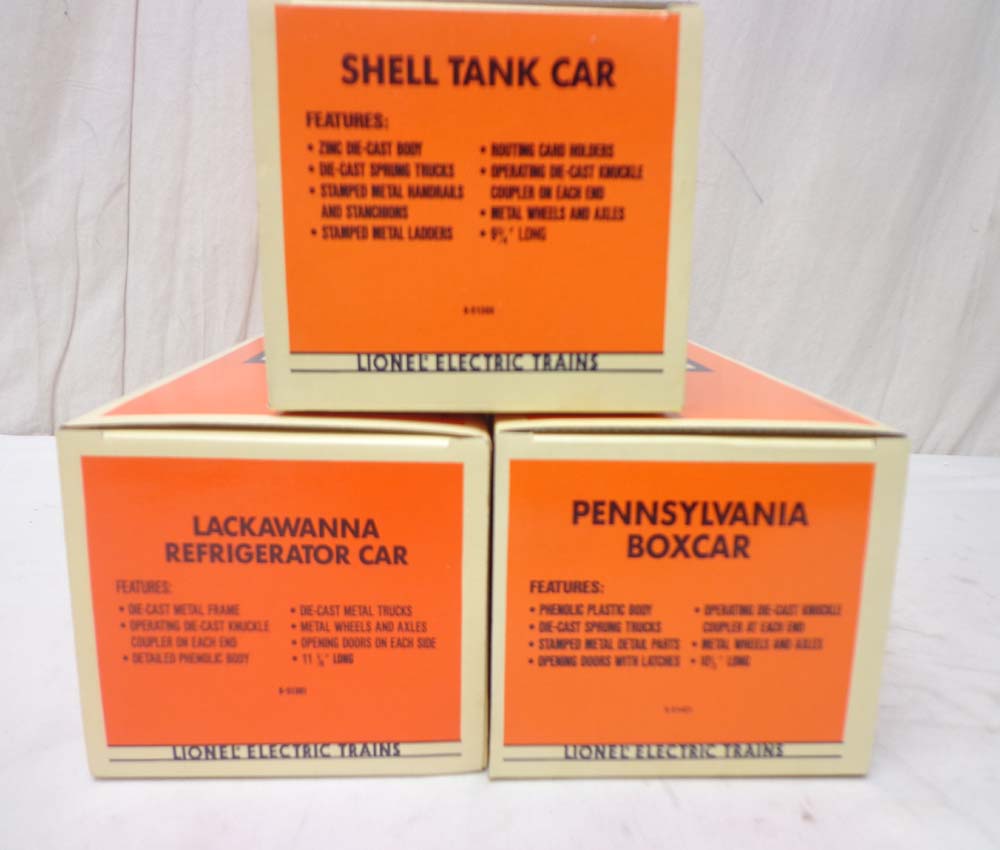 SHELL TANK CAR
FEATURES:
• ZINC DIE-CAST BODY
• DIE-CAST SPRUNG TRUCKS
• STAMPED METAL HANDRAILS
AND STANCHIONS
• STAMPED METAL LADDERS
• ROUTING CARD HOLDERS
• OPERATING DIE-CAST KNUCKLE
COUPLER ON EACH END
• METAL WHEELS AND AXLES
LONG
LIONEL ELECTRIC TRAINS
LACKAWANNA
REFRIGERATOR CAR
FEATURES:
• DIE-CAST METAL FRAME
• OPERATING DIE-CAST KNUCKLE
COUPLER ON EACH END
• DETAILED PHENOLIC BODY
• DIE-CAST METAL TRUCKS
• METAL WHEELS AND AXLES
• OPENING DOORS ON EACH SIDE
LONG
LIONEL ELECTRIC TRAINS
PENNSYLVANIA
BOXCAR
FEATURES:
• PHENOLIC PLASTIC BODY
• DIE-CAST SPRUNG TRUCKS
• STAMPED METAL DETAIL PARTS
• OPENING DOORS WITH LATCHES
• OPERATING DIE-CAST KNUCKLE
COUPLER AT EACH END
• METAL WHEELS AND AXLES
LONG
LIONEL ELECTRIC TRAINS